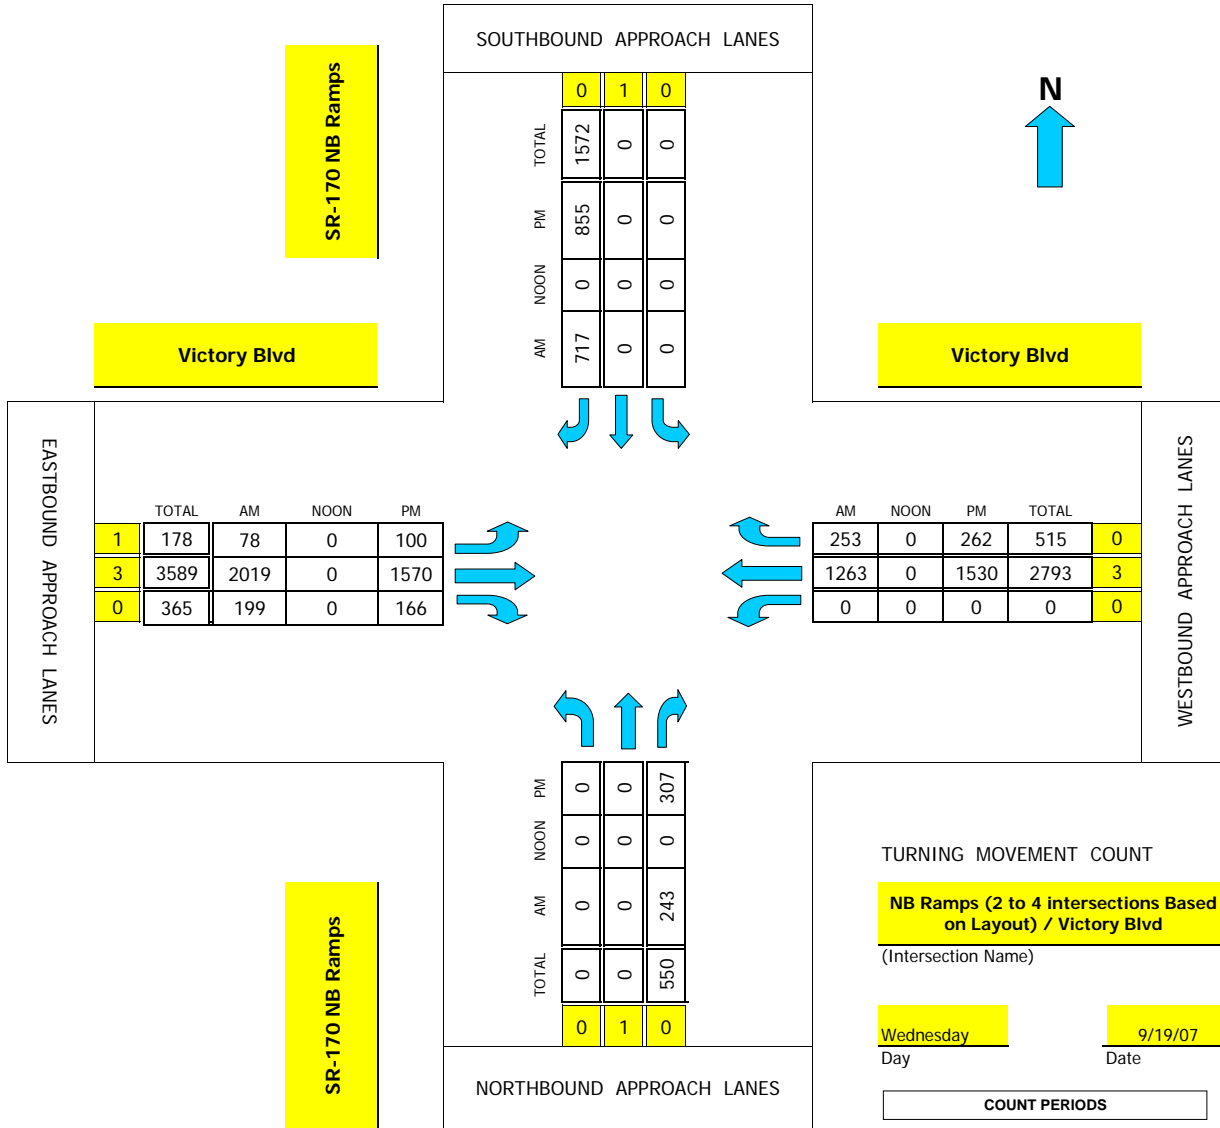 SOUTHBOUND APPROACH LANES
SR-170 NB Ramps
N
0 1 0
TOTAL 1572 0 0
PM 855 0 0
NOON 0 0 0
AM 717 0 0
Victory Blvd
Victory Blvd
EASTBOUND APPROACH LANES
TOTAL AM NOON PM
1 178 78 0 100
3 3589 2019 0 1570
0 365 199 0 166
AM NOON PM TOTAL
253 0 262 515 0
1263 0 1530 2793 3
0 0 0 0 0
WESTBOUND APPROACH LANES
PM 0 0 307
NOON 0 0 0
AM 0 0 243
TOTAL 0 0 550
0 1 0
NORTHBOUND APPROACH LANES
SR-170 NB Ramps
TURNING MOVEMENT COUNT
NB Ramps (2 to 4 intersections Based
on Layout) / Victory Blvd
(Intersection Name)
Wednesday 9/19/07
Day Date
COUNT PERIODS